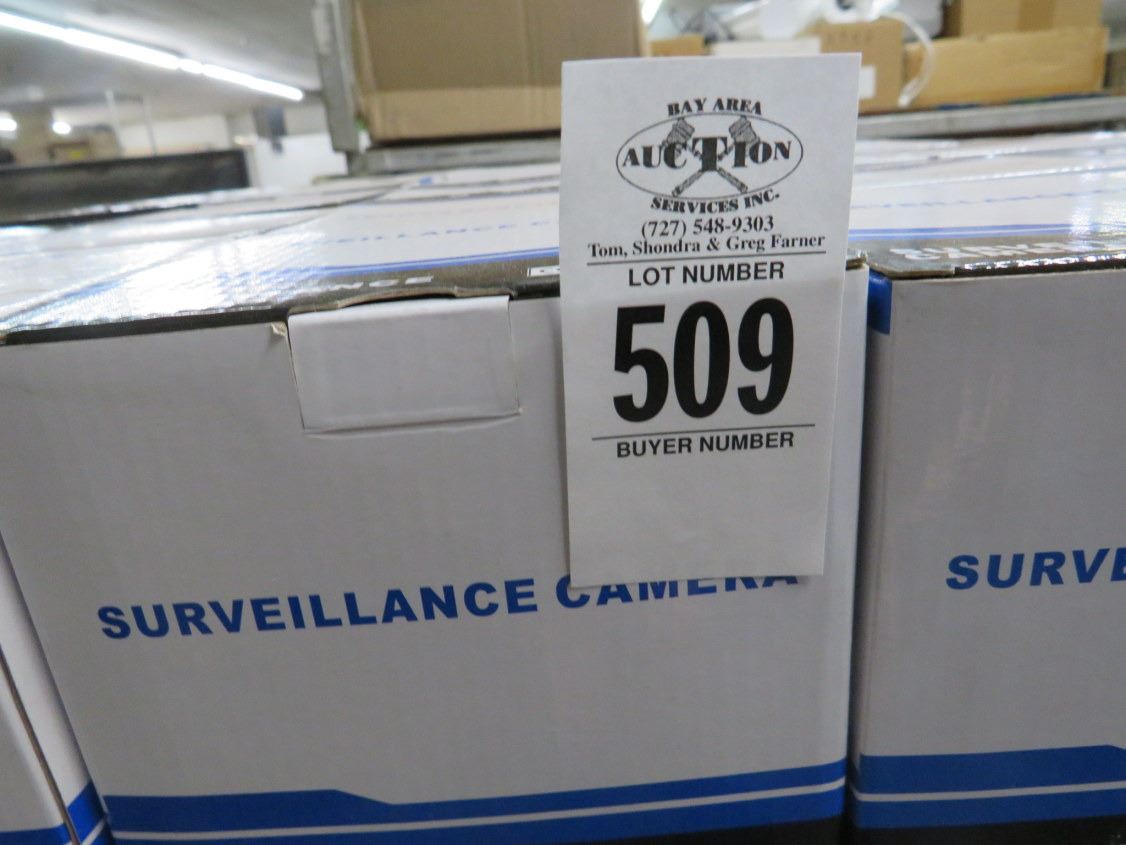 BAY AREA
AUCTION
SERVICES INC.
(727) 548-9303
Tom, Shondra & Greg Farner
LOT NUMBER
509
BUYER NUMBER
SURVEILLANCE CAMERA
SURVE